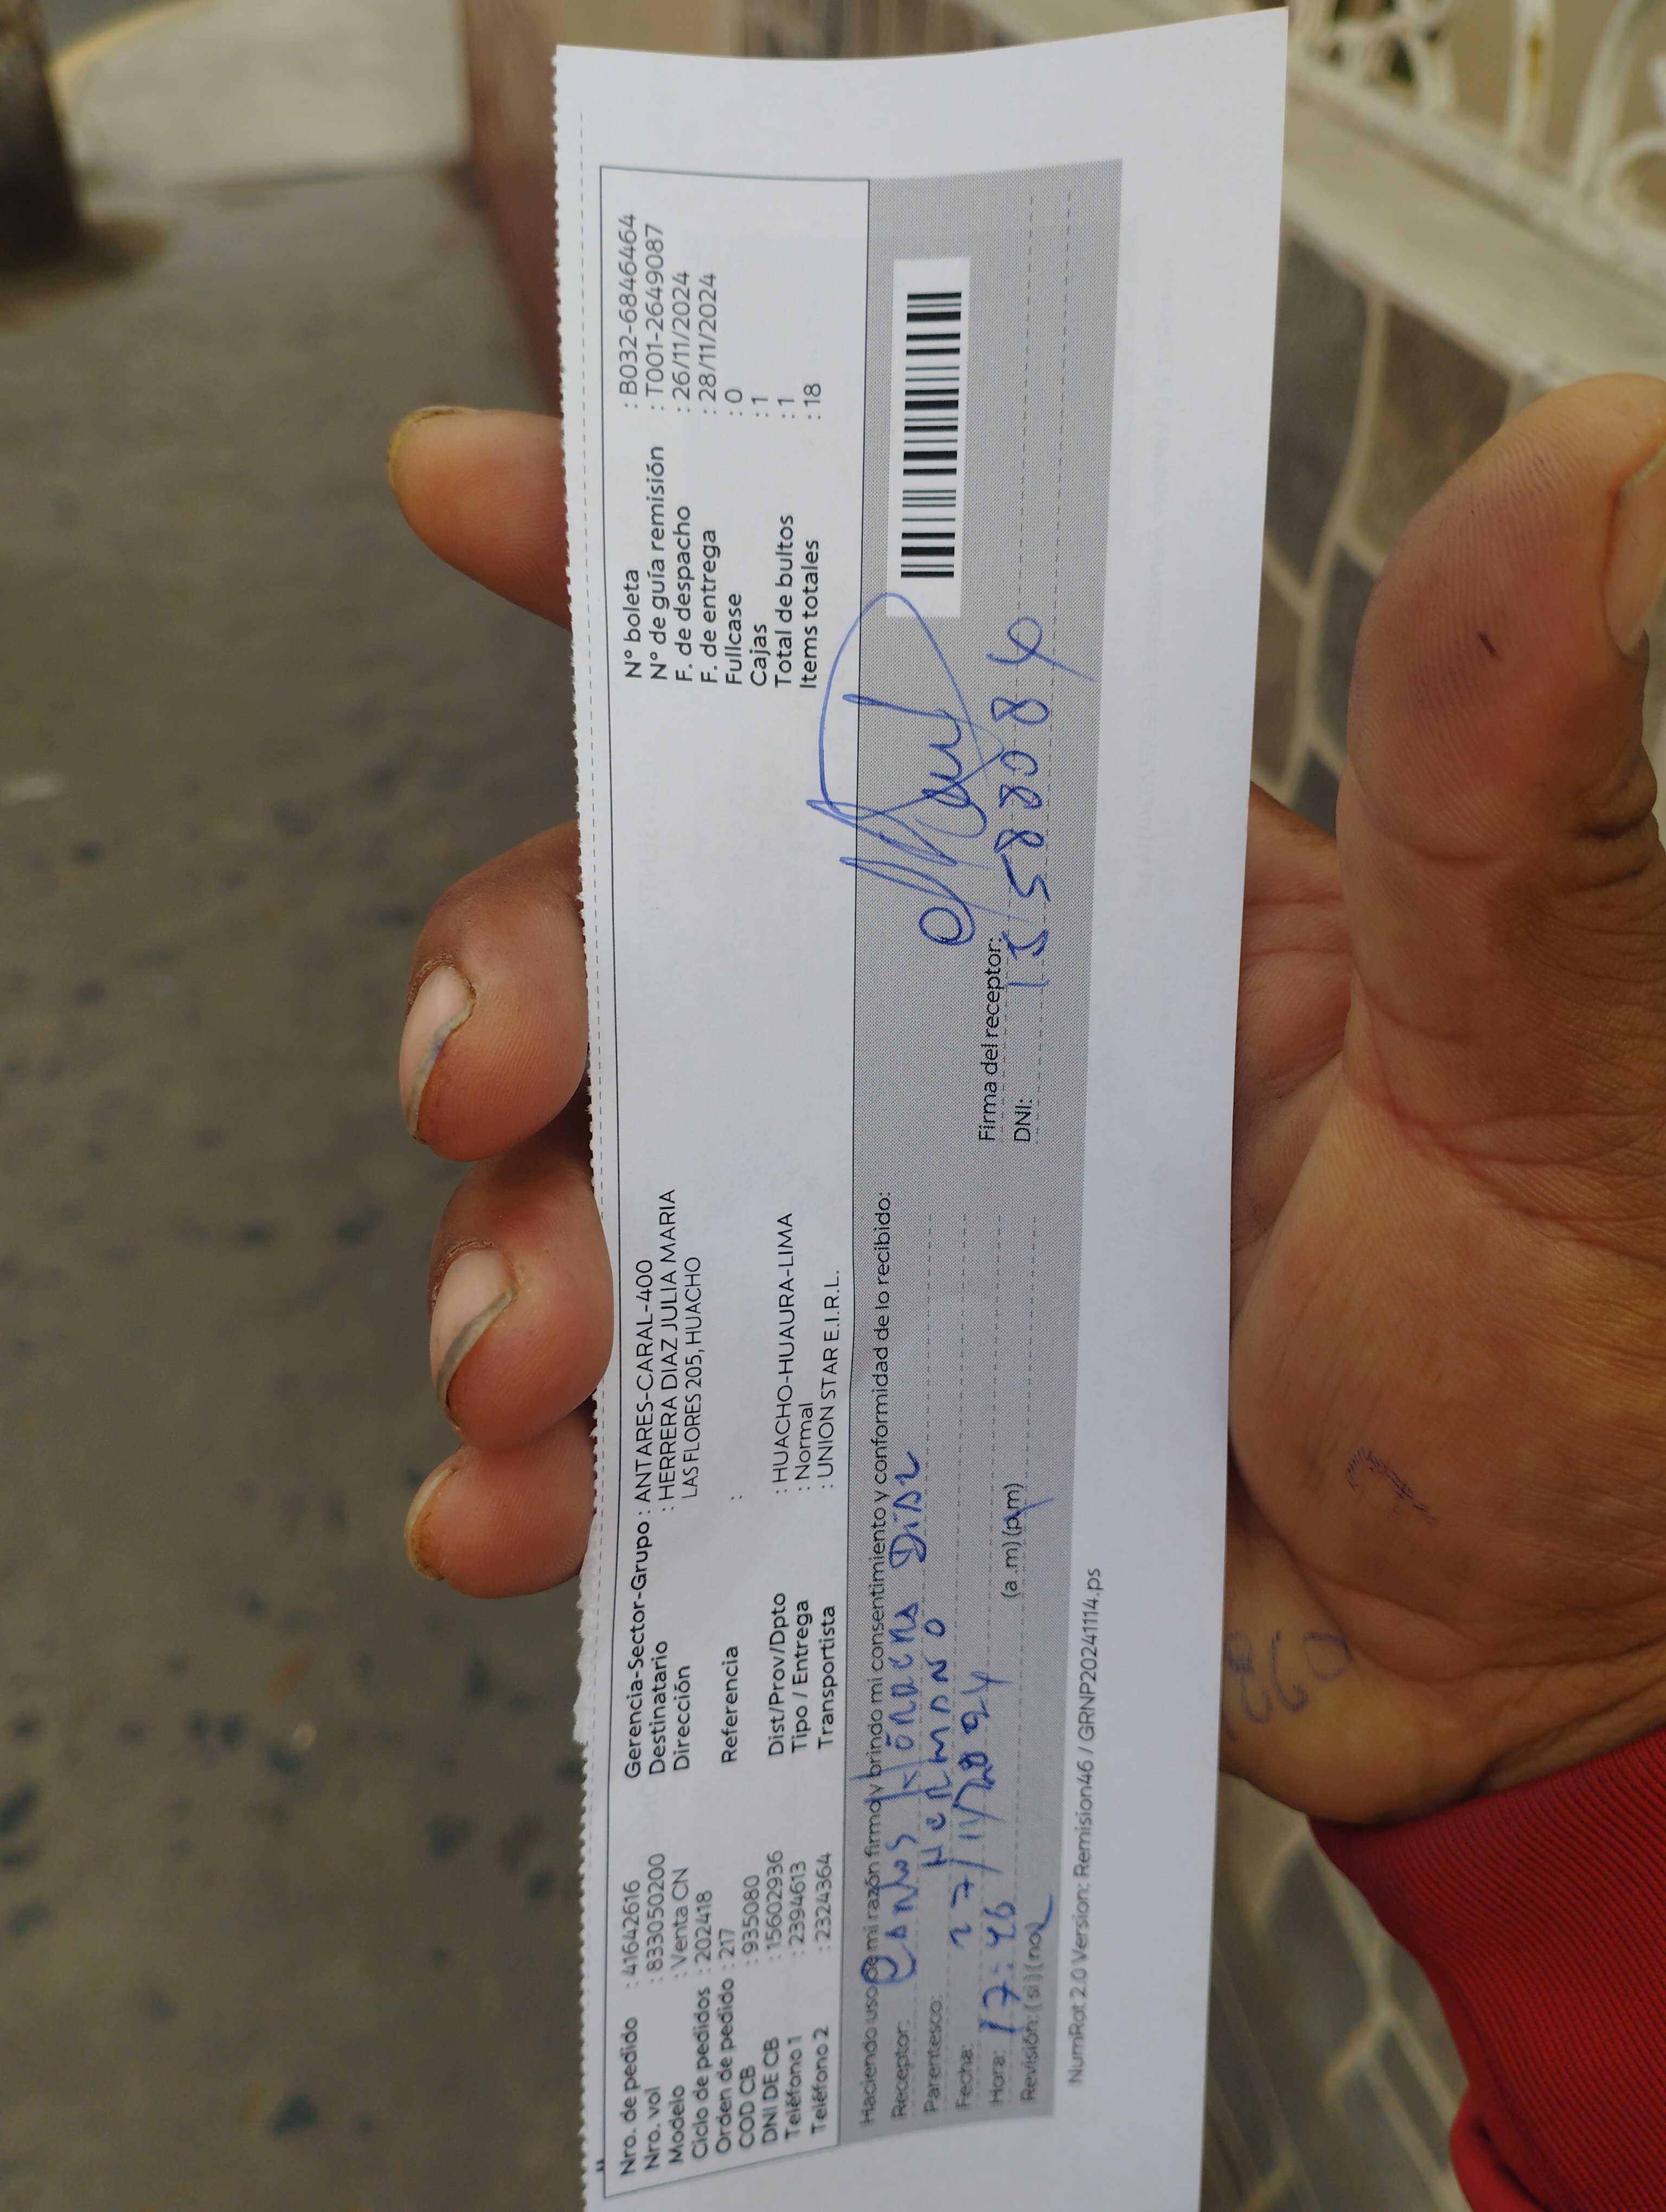 Nro. de pedido : 41642616
Nro. vol : 8333050200
Modelo : Venta CN
Ciclo de pedidos : 202418
Orden de pedido : 217
COD CB : 9335080
DNI DE CB : 15602936
Teléfono 1 : 2394613
Teléfono 2 : 2324364
Gerencia-Sector-Grupo : ANTARES-CARAL-400
Destinatario : HERRERA DIAZ JULIA MARIA
Dirección LAS FLORES 205, HUACHO
Referencia :
Dist/Prov/Dpto : HUACHO-HUAURA-LIMA
Tipo / Entrega : Normal
Transportista : UNION STAR E.I.R.L.
N° boleta : B032-6846464
N° de guía remisión : T001-2649087
F. de despacho : 26/11/2024
F. de entrega : 28/11/2024
Fullcase : 0
Cajas : 1
Total de bultos : 1
Items totales : 18
Haciendo uso de mi razón firmo y brindo mi consentimiento y conformidad de lo recibido:
Receptor: Díaz
Parentesco: Hermano
Fecha: 27/11/2024
Hora: 17:46 (a .m) (p.m)
Revisión: (si) (no)
Firma del receptor:
DNI:
NumRot 2.0 Version: Remision46 / GRNP20241114.ps